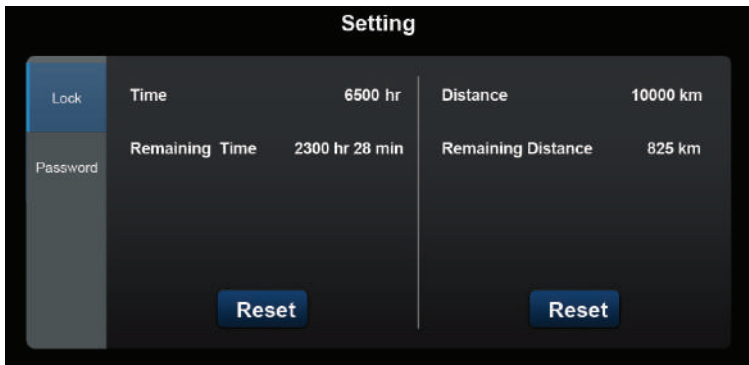 Setting
Lock
Password
Time 6500 hr
Remaining Time 2300 hr 28 min
Reset
Distance 10000 km
Remaining Distance 825 km
Reset